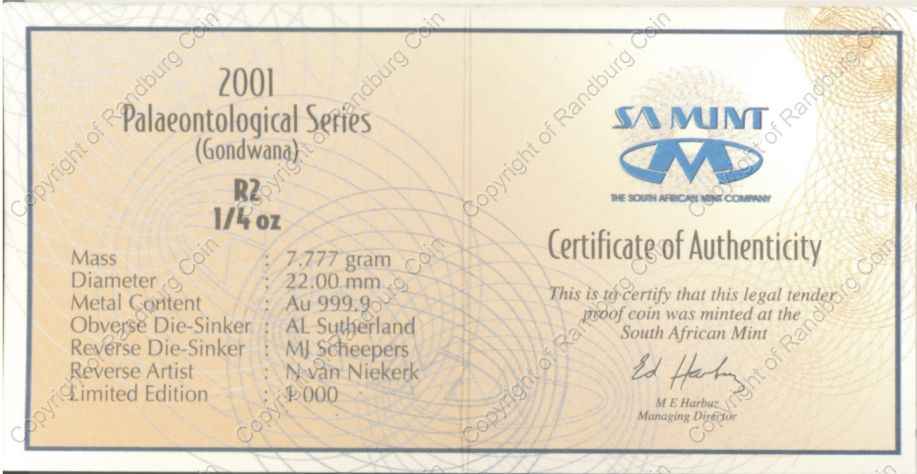 2001
Palaeontological Series
(Gondwana)
R2
1/4 oz
Mass : 7.777 gram
Diameter : 22.00 mm
Metal Content : Au 999.9
Obverse Die-Sinker : AL Sutherland
Reverse Die-Sinker : MJ Scheepers
Reverse Artist : N van Niekerk
Limited Edition : 1 000
SA MINT
THE SOUTH AFRICAN MINT COMPANY
Certificate of Authenticity
This is to certify that this legal tender
proof coin was minted at the
South African Mint
Ed Harbuz
M E Harbuz
Managing Director
Copyright of Randburg Coin